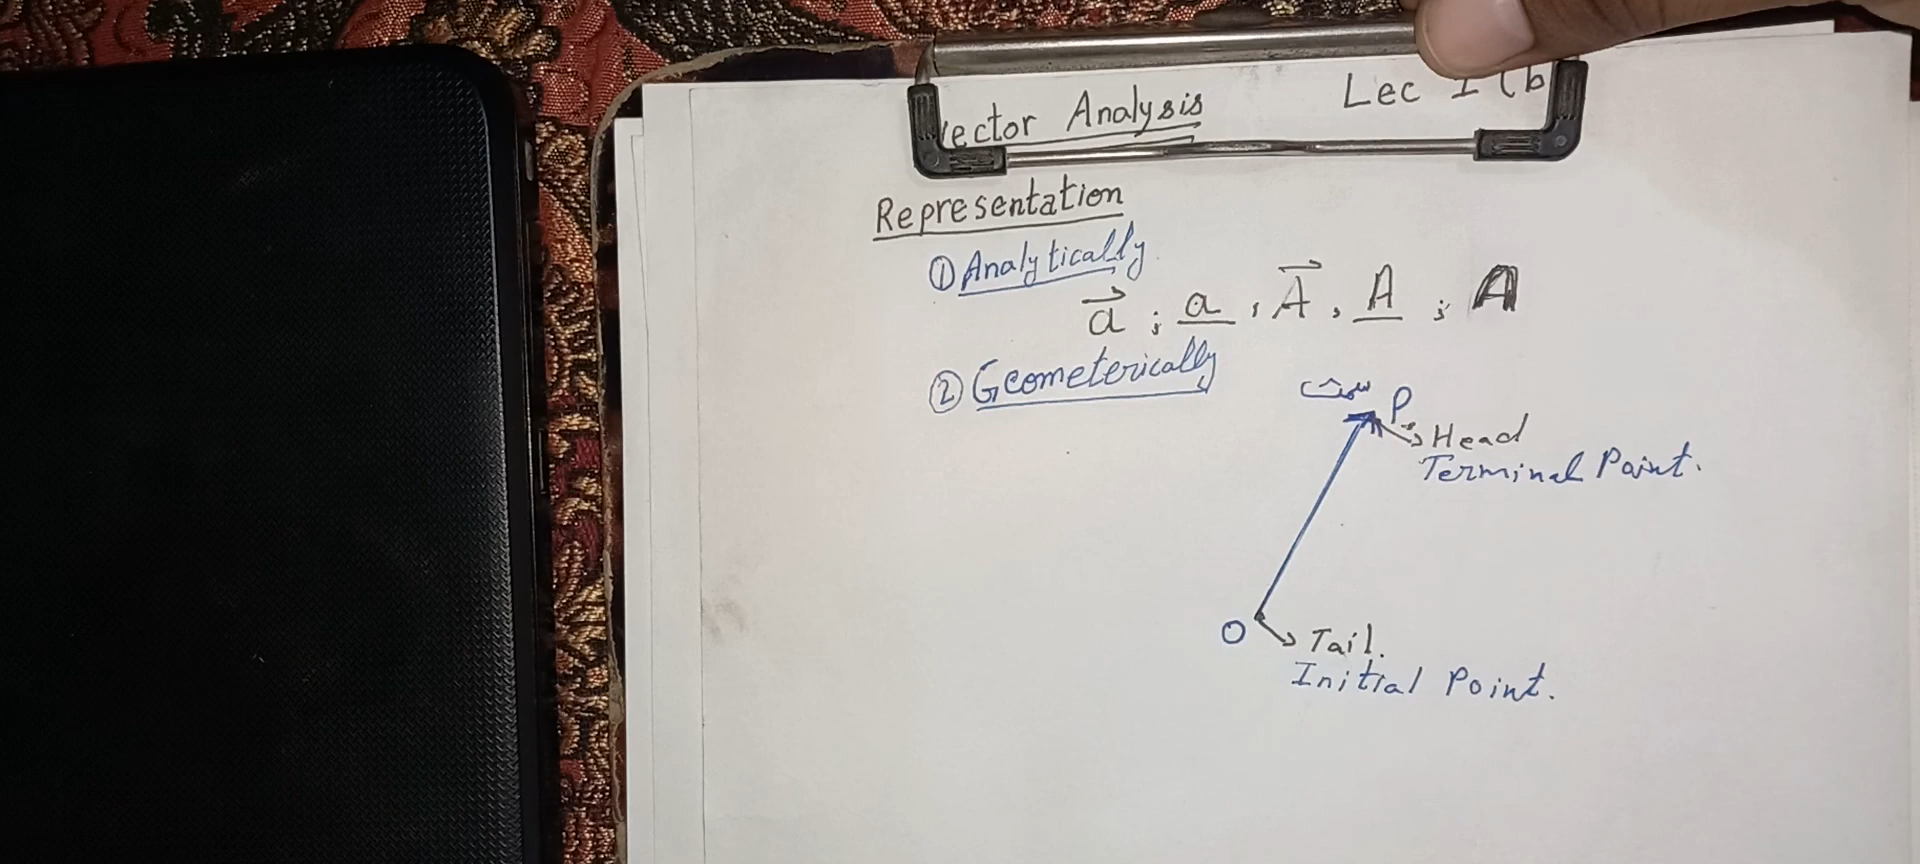 Vector Analysis Lec I (b
Representation
① Analytically
a⃗ ; a̲ , A⃗ , A̲ ; 𝐀
② Geometerically
سمت P
Head
Terminal Point.
O Tail.
Initial Point.